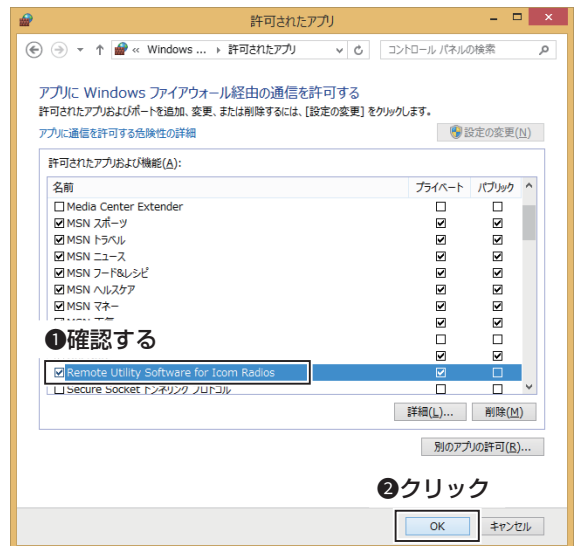 許可されたアプリ
« Windows ... 許可されたアプリ コントロール パネルの検索
アプリに Windows ファイアウォール経由の通信を許可する
許可されたアプリおよびポートを追加、変更、または削除するには、[設定の変更] をクリックします。
アプリに通信を許可する危険性の詳細 設定の変更(N)
許可されたアプリおよび機能(A):
名前 プライベート パブリック
Media Center Extender
MSN スポーツ
MSN トラベル
MSN ニュース
MSN フード&レシピ
MSN ヘルスケア
MSN マネー
❶確認する
Remote Utility Software for Icom Radios
Secure Socket トンネリング プロトコル
詳細(L)... 削除(M)
別のアプリの許可(R)...
❷クリック
OK キャンセル